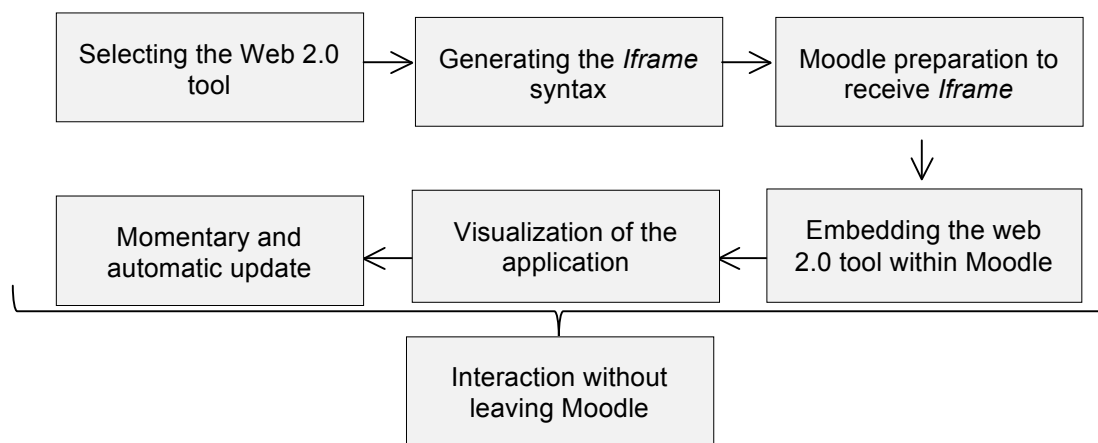 Selecting the Web 2.0
tool
Generating the Iframe
syntax
Moodle preparation to
receive Iframe
Embedding the web
2.0 tool within Moodle
Visualization of the
application
Momentary and
automatic update
Interaction without
leaving Moodle